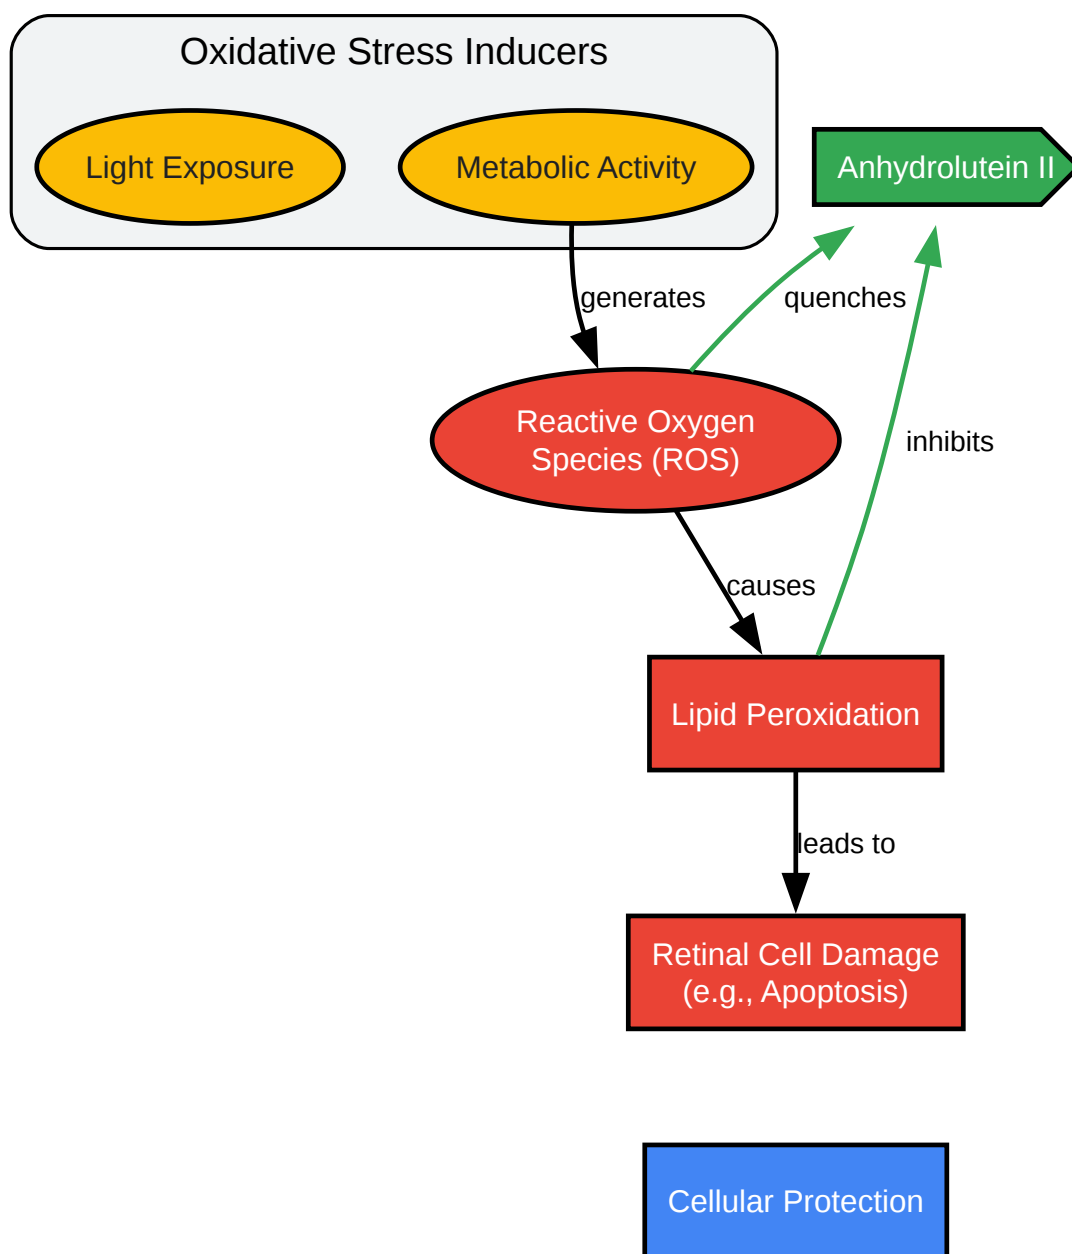 Oxidative Stress Inducers
Light Exposure
Metabolic Activity
Anhydrolutein II
generates
quenches
Reactive Oxygen
Species (ROS)
inhibits
causes
Lipid Peroxidation
leads to
Retinal Cell Damage
(e.g., Apoptosis)
Cellular Protection